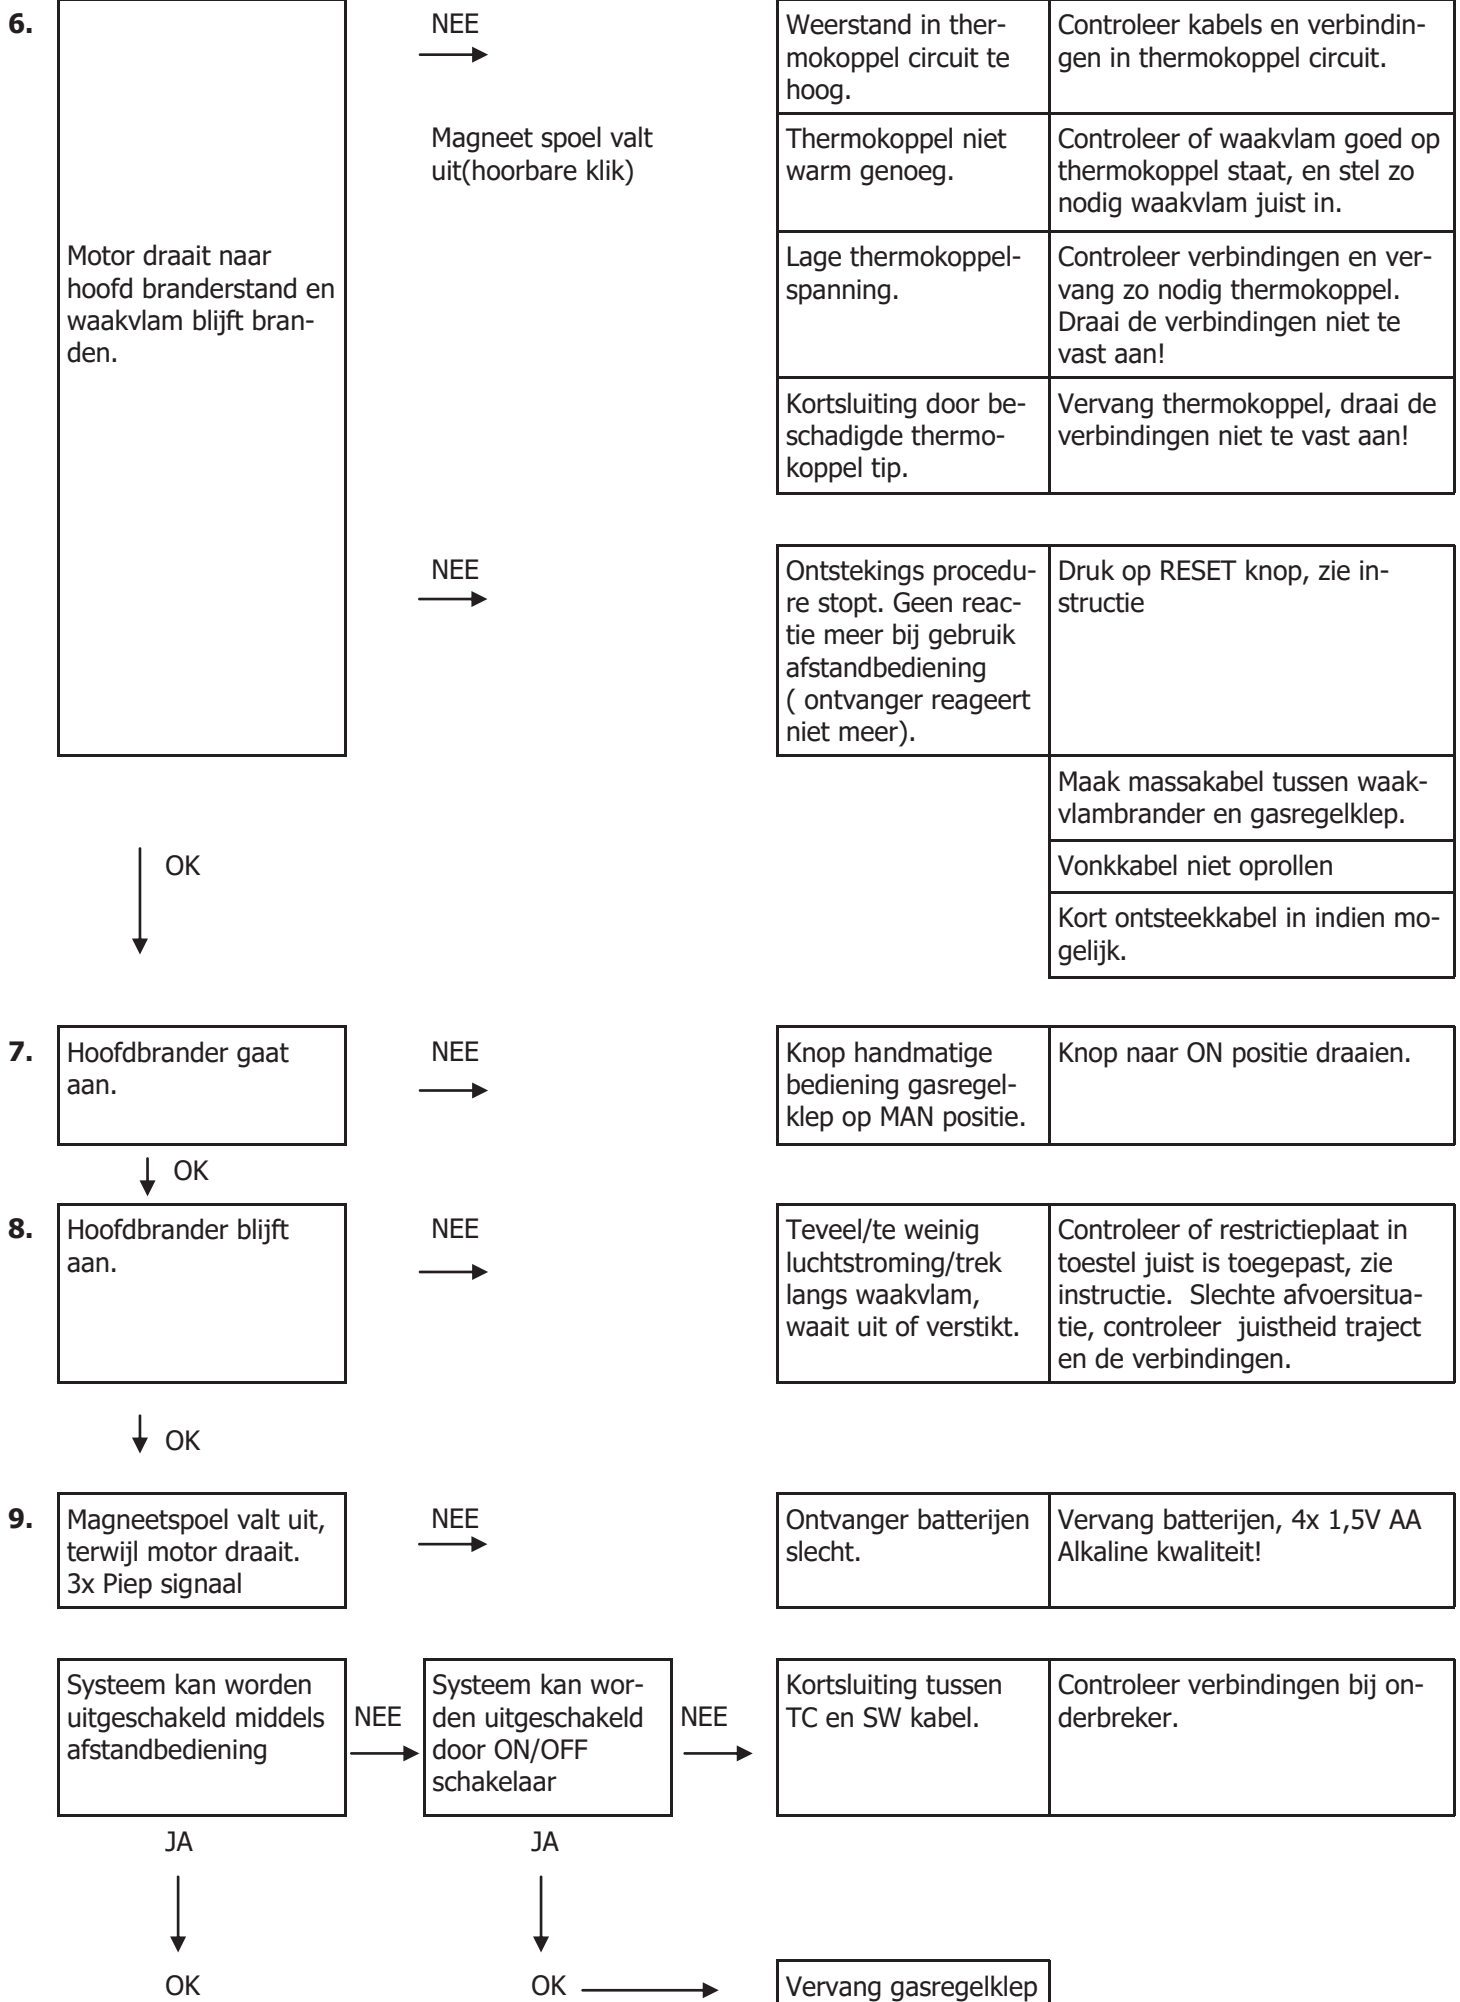 6.
NEE
Magneet spoel valt
uit(hoorbare klik)
Motor draait naar
hoofd branderstand en
waakvlam blijft bran-
den.
Weerstand in ther-
mokoppel circuit te
hoog.
Controleer kabels en verbindin-
gen in thermokoppel circuit.
Thermokoppel niet
warm genoeg.
Controleer of waakvlam goed op
thermokoppel staat, en stel zo
nodig waakvlam juist in.
Lage thermokoppel-
spanning.
Controleer verbindingen en ver-
vang zo nodig thermokoppel.
Draai de verbindingen niet te
vast aan!
Kortsluiting door be-
schadigde thermo-
koppel tip.
Vervang thermokoppel, draai de
verbindingen niet te vast aan!
NEE
Ontstekings procedu-
re stopt. Geen reac-
tie meer bij gebruik
afstandbediening
( ontvanger reageert
niet meer).
Druk op RESET knop, zie in-
structie
Maak massakabel tussen waak-
vlambrander en gasregelklep.
Vonkkabel niet oprollen
Kort ontsteekkabel in indien mo-
gelijk.
OK
7.
Hoofdbrander gaat
aan.
NEE
Knop handmatige
bediening gasregel-
klep op MAN positie.
Knop naar ON positie draaien.
OK
8.
Hoofdbrander blijft
aan.
NEE
Teveel/te weinig
luchtstroming/trek
langs waakvlam,
waait uit of verstikt.
Controleer of restrictieplaat in
toestel juist is toegepast, zie
instructie.  Slechte afvoersitua-
tie, controleer  juistheid traject
en de verbindingen.
OK
9.
Magneetspoel valt uit,
terwijl motor draait.
3x Piep signaal
NEE
Ontvanger batterijen
slecht.
Vervang batterijen, 4x 1,5V AA
Alkaline kwaliteit!
Systeem kan worden
uitgeschakeld middels
afstandbediening
NEE
Systeem kan wor-
den uitgeschakeld
door ON/OFF
schakelaar
NEE
Kortsluiting tussen
TC en SW kabel.
Controleer verbindingen bij on-
derbreker.
JA
JA
OK
OK
Vervang gasregelklep